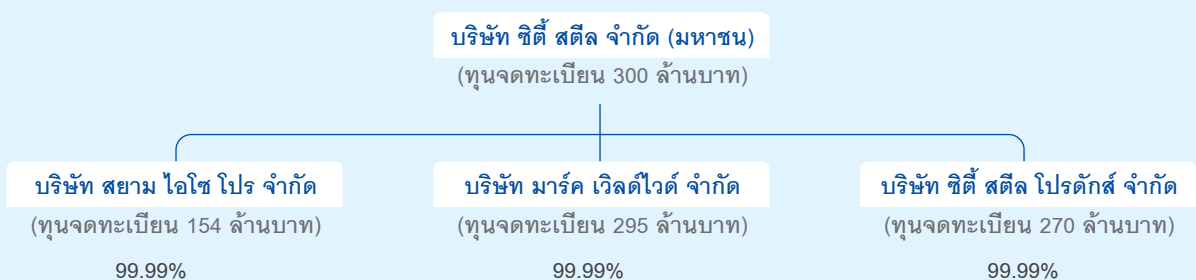 บริษัท ซิตี้ สตีล จำกัด (มหาชน)
(ทุนจดทะเบียน 300 ล้านบาท)
บริษัท สยาม ไอโซ โปร จำกัด
(ทุนจดทะเบียน 154 ล้านบาท)
99.99%
บริษัท มาร์ค เวิลด์ไวด์ จำกัด
(ทุนจดทะเบียน 295 ล้านบาท)
99.99%
บริษัท ซิตี้ สตีล โปรดักส์ จำกัด
(ทุนจดทะเบียน 270 ล้านบาท)
99.99%